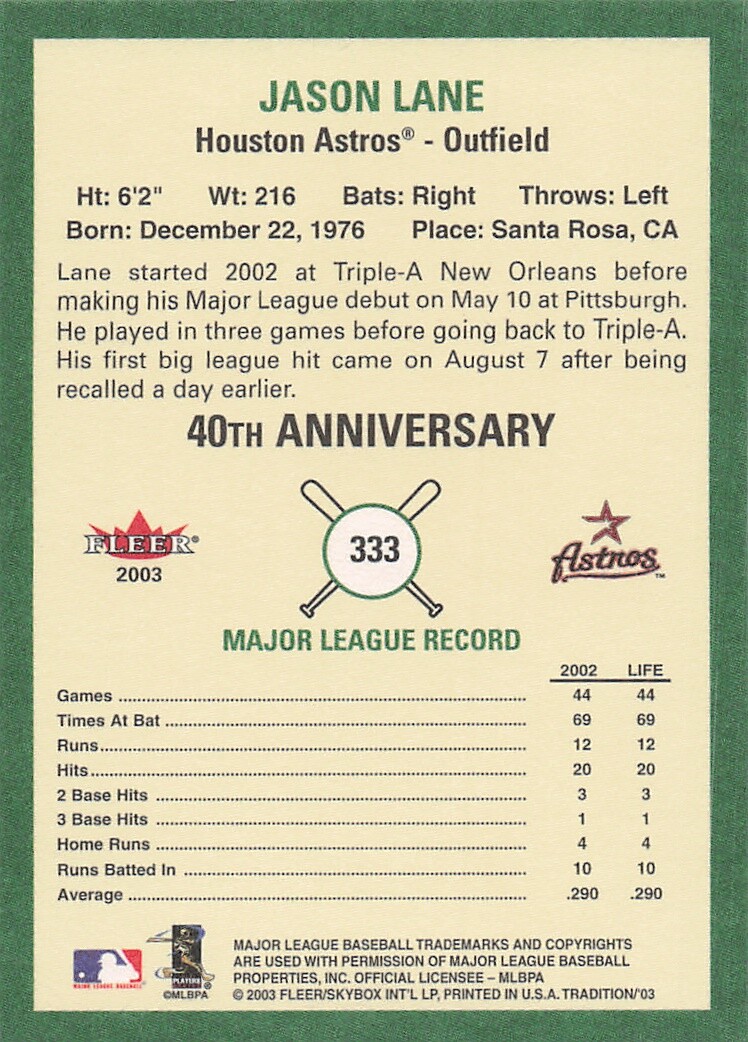 JASON LANE
Houston Astros® - Outfield
Ht: 6'2" Wt: 216 Bats: Right Throws: Left
Born: December 22, 1976 Place: Santa Rosa, CA
Lane started 2002 at Triple-A New Orleans before
making his Major League debut on May 10 at Pittsburgh.
He played in three games before going back to Triple-A.
His first big league hit came on August 7 after being
recalled a day earlier.
40TH ANNIVERSARY
FLEER®
2003
333
Astros™
MAJOR LEAGUE RECORD
2002 LIFE
Games 44 44
Times At Bat 69 69
Runs 12 12
Hits 20 20
2 Base Hits 3 3
3 Base Hits 1 1
Home Runs 4 4
Runs Batted In 10 10
Average .290 .290
MAJOR LEAGUE BASEBALL
PLAYERS
©MLBPA
MAJOR LEAGUE BASEBALL TRADEMARKS AND COPYRIGHTS
ARE USED WITH PERMISSION OF MAJOR LEAGUE BASEBALL
PROPERTIES, INC. OFFICIAL LICENSEE – MLBPA
© 2003 FLEER/SKYBOX INT'L LP, PRINTED IN U.S.A. TRADITION/'03